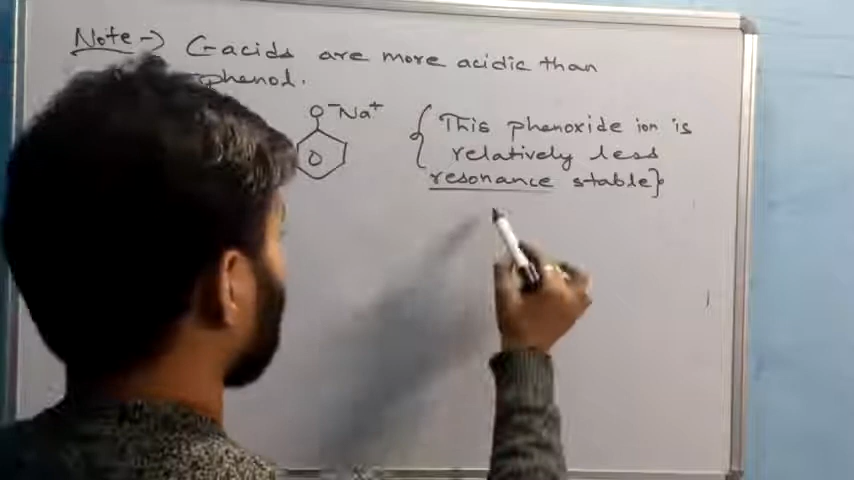 Note → G-acids are more acidic than
phenol.
O⁻Na⁺
{This phenoxide ion is
relatively less
resonance stable}